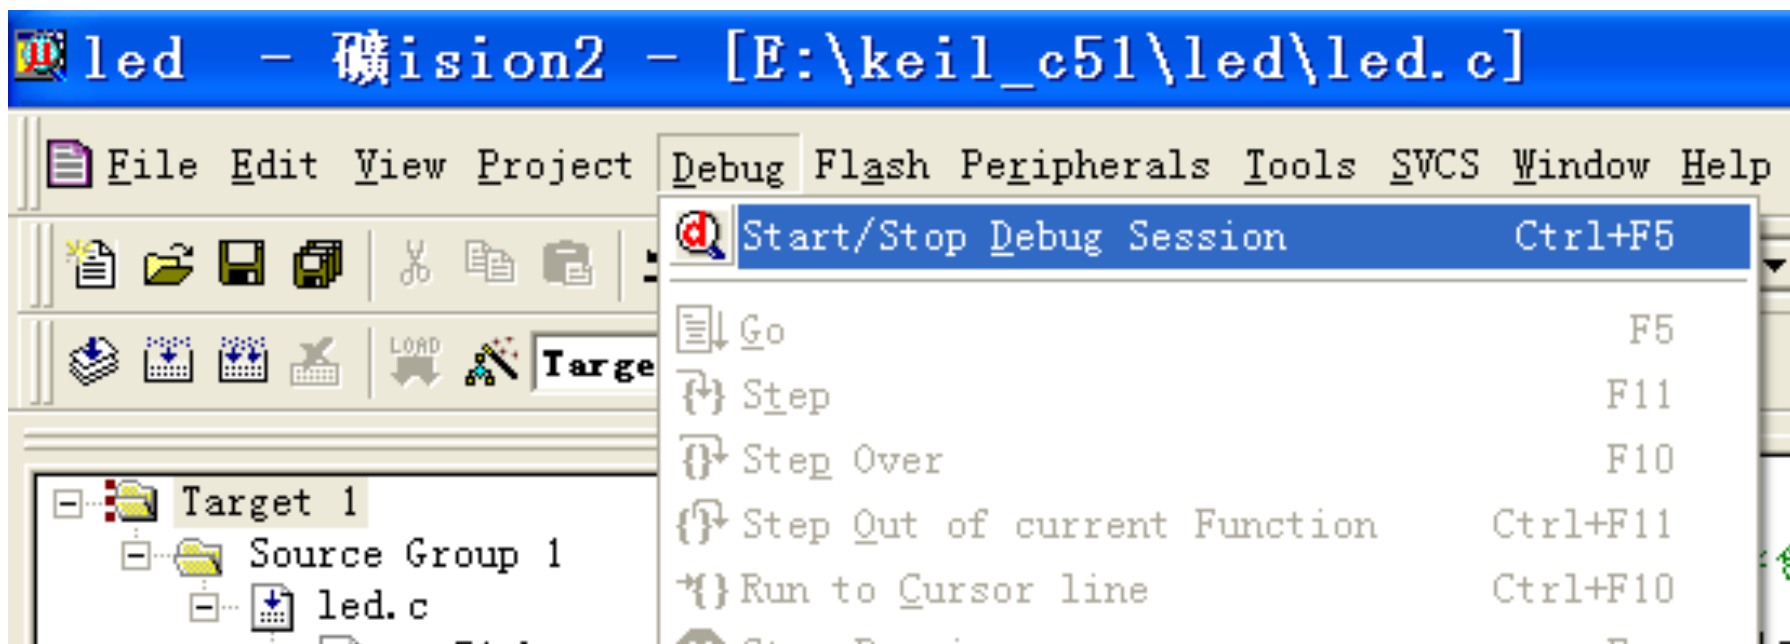 led - 礦ision2 - [E:\keil_c51\led\led.c]
File Edit View Project Debug Flash Peripherals Tools SVCS Window Help
Start/Stop Debug Session Ctrl+F5
Go F5
LOAD
Targe
Step F11
Step Over F10
Target 1
Step Out of current Function Ctrl+F11
Source Group 1
Run to Cursor line Ctrl+F10
led.c